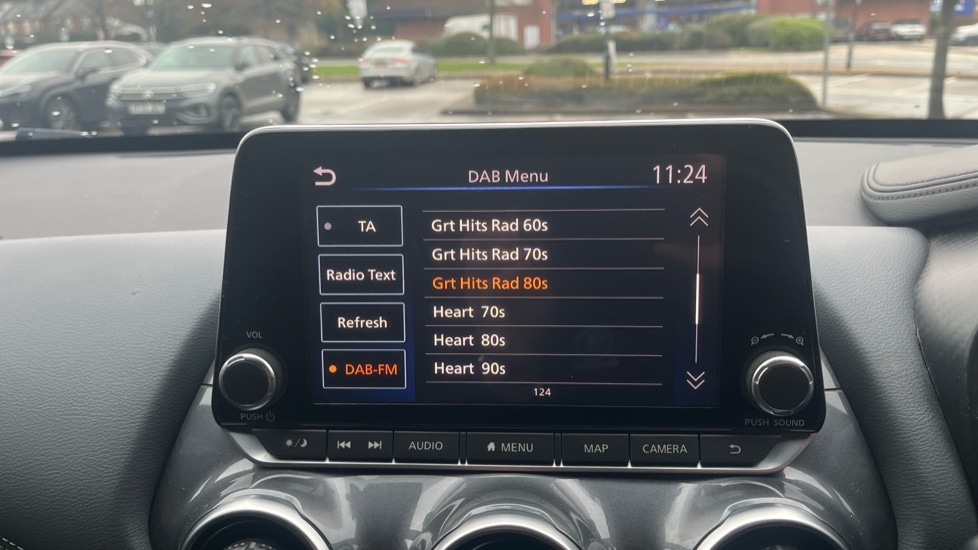 DAB Menu
11:24
TA
Radio Text
Refresh
DAB-FM
Grt Hits Rad 60s
Grt Hits Rad 70s
Grt Hits Rad 80s
Heart 70s
Heart 80s
Heart 90s
124
VOL
PUSH
PUSH SOUND
AUDIO
MENU
MAP
CAMERA